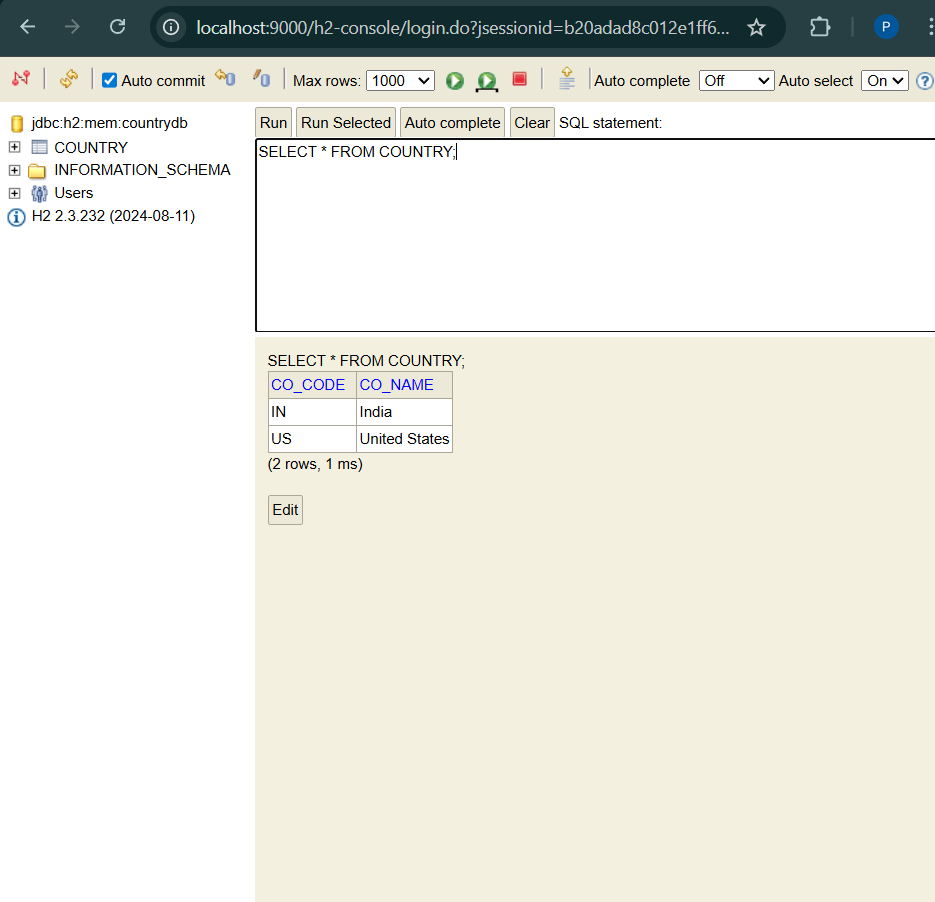 localhost:9000/h2-console/login.do?jsessionid=b20adad8c012e1ff6...
P
Auto commit Max rows: 1000 Auto complete Off Auto select On ?
jdbc:h2:mem:countrydb
COUNTRY
INFORMATION_SCHEMA
Users
H2 2.3.232 (2024-08-11)
Run Run Selected Auto complete Clear SQL statement:
SELECT * FROM COUNTRY;
SELECT * FROM COUNTRY;
CO_CODE CO_NAME
IN India
US United States
(2 rows, 1 ms)
Edit